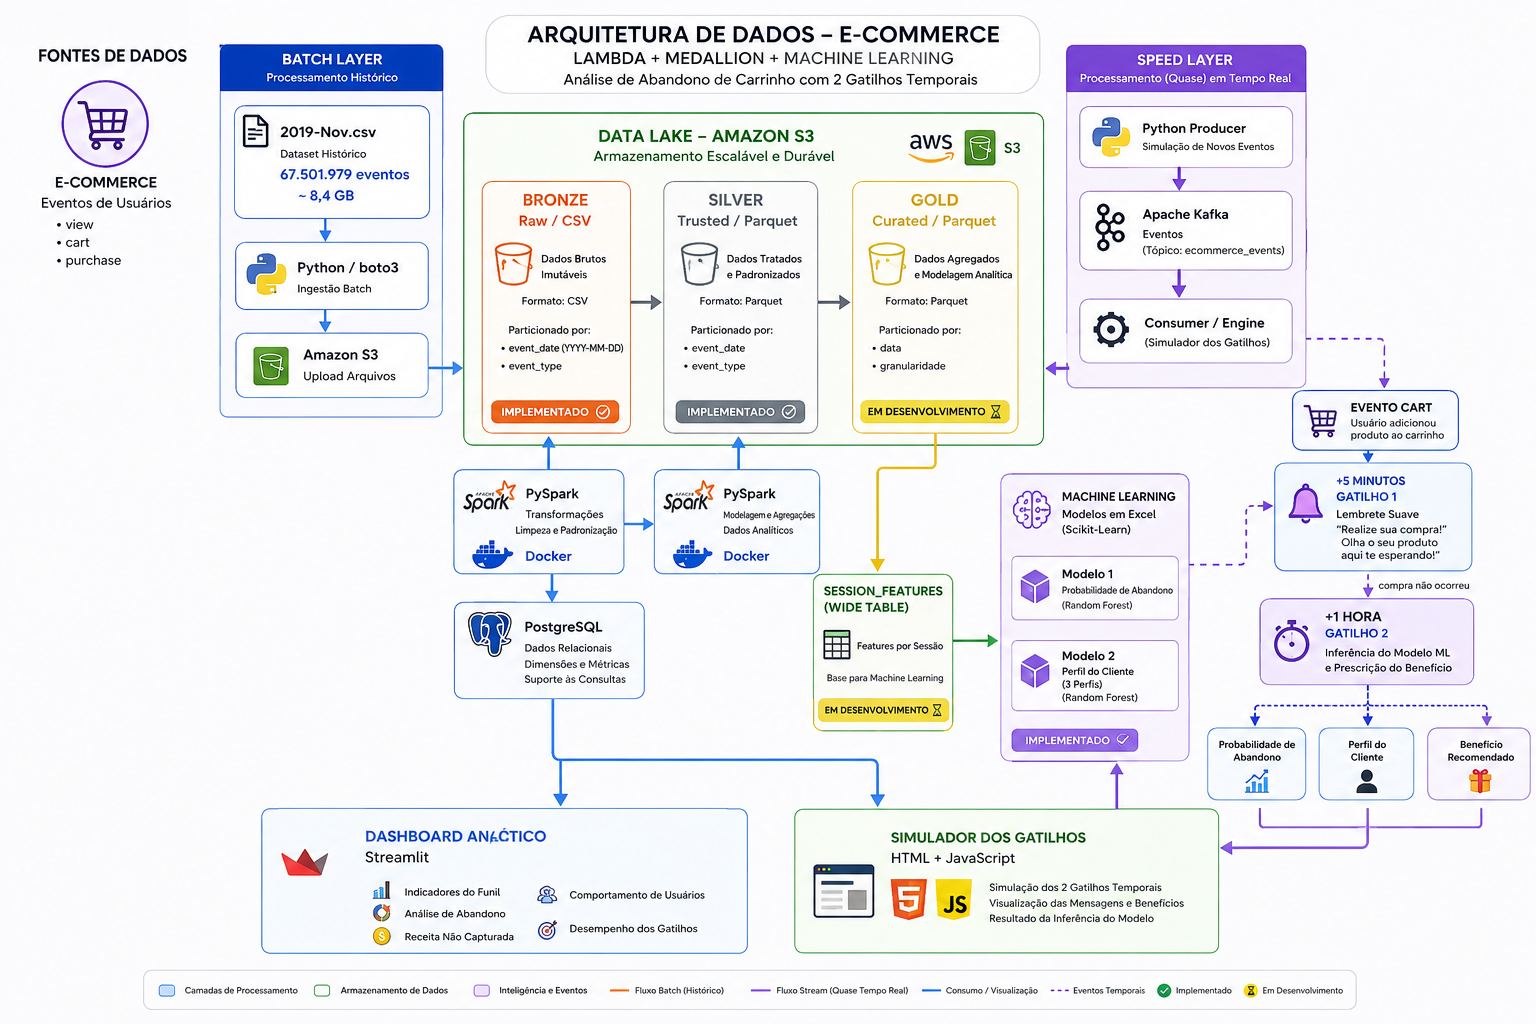 ARQUITETURA DE DADOS – E-COMMERCE
LAMBDA + MEDALLION + MACHINE LEARNING
Análise de Abandono de Carrinho com 2 Gatilhos Temporais
FONTES DE DADOS
E-COMMERCE
Eventos de Usuários
• view
• cart
• purchase
BATCH LAYER
Processamento Histórico
2019-Nov.csv
Dataset Histórico
67.501.979 eventos
~ 8,4 GB
Python / boto3
Ingestão Batch
Amazon S3
Upload Arquivos
DATA LAKE – AMAZON S3
Armazenamento Escalável e Durável
aws
S3
BRONZE
Raw / CSV
Dados Brutos
Imutáveis
Formato: CSV
Particionado por:
• event_date (YYYY-MM-DD)
• event_type
IMPLEMENTADO
SILVER
Trusted / Parquet
Dados Tratados
e Padronizados
Formato: Parquet
Particionado por:
• event_date
• event_type
IMPLEMENTADO
GOLD
Curated / Parquet
Dados Agregados
e Modelagem Analítica
Formato: Parquet
Particionado por:
• data
• granularidade
EM DESENVOLVIMENTO
SPEED LAYER
Processamento (Quase) em Tempo Real
Python Producer
Simulação de Novos Eventos
Apache Kafka
Eventos
(Tópico: ecommerce_events)
Consumer / Engine
(Simulador dos Gatilhos)
EVENTO CART
Usuário adicionou
produto ao carrinho
+5 MINUTOS
GATILHO 1
Lembrete Suave
“Realize sua compra!”
Olha o seu produto
aqui te esperando!”
compra não ocorreu
+1 HORA
GATILHO 2
Inferência do Modelo ML
e Prescrição do Benefício
Probabilidade de
Abandono
Perfil do
Cliente
Benefício
Recomendado
APACHE
Spark
PySpark
Transformações
Limpeza e Padronização
Docker
APACHE
Spark
PySpark
Modelagem e Agregações
Dados Analíticos
Docker
PostgreSQL
Dados Relacionais
Dimensões e Métricas
Suporte às Consultas
SESSION_FEATURES
(WIDE TABLE)
Features por Sessão
Base para Machine Learning
EM DESENVOLVIMENTO
MACHINE LEARNING
Modelos em Excel
(Scikit-Learn)
Modelo 1
Probabilidade de Abandono
(Random Forest)
Modelo 2
Perfil do Cliente
(3 Perfis)
(Random Forest)
IMPLEMENTADO
DASHBOARD
Streamlit
Indicadores do Funil
Análise de Abandono
Receita Não Capturada
Comportamento de Usuários
Desempenho dos Gatilhos
SIMULADOR DOS GATILHOS
HTML + JavaScript
5
JS
Simulação dos 2 Gatilhos Temporais
Visualização das Mensagens e Benefícios
Resultado da Inferência do Modelo
Camadas de Processamento
Armazenamento de Dados
Inteligência e Eventos
Fluxo Batch (Histórico)
Fluxo Stream (Quase Tempo Real)
Consumo / Visualização
Eventos Temporais
Implementado
Em Desenvolvimento